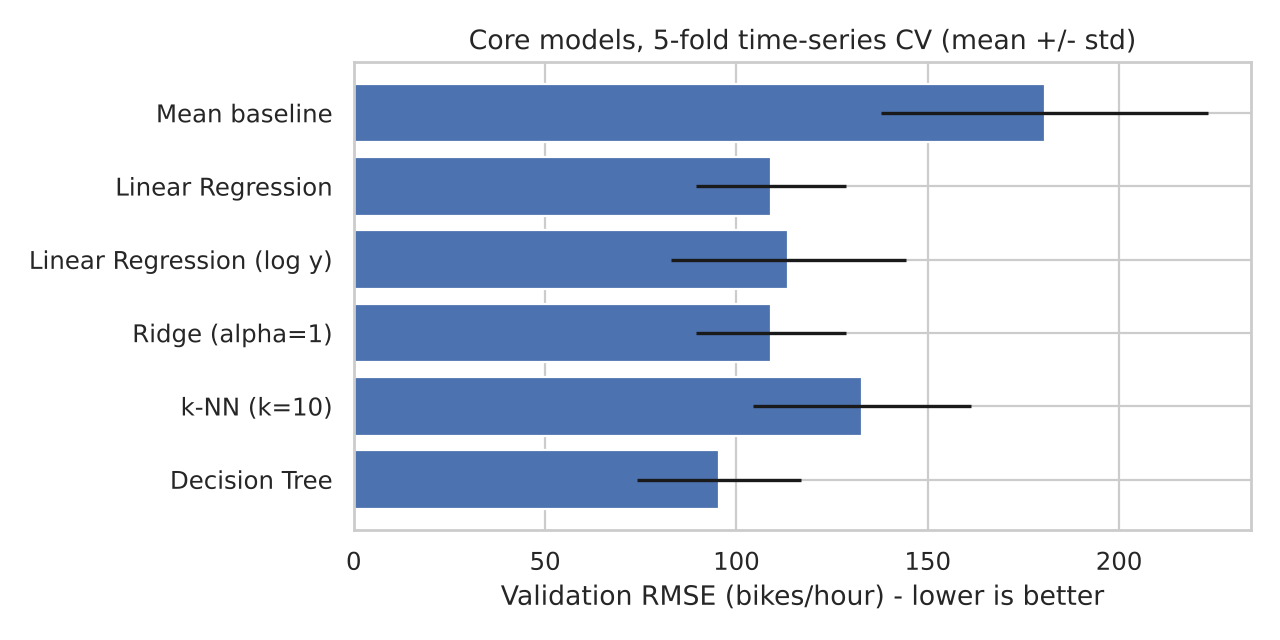 Core models, 5-fold time-series CV (mean +/- std)
Mean baseline
Linear Regression
Linear Regression (log y)
Ridge (alpha=1)
k-NN (k=10)
Decision Tree
0 50 100 150 200
Validation RMSE (bikes/hour) - lower is better